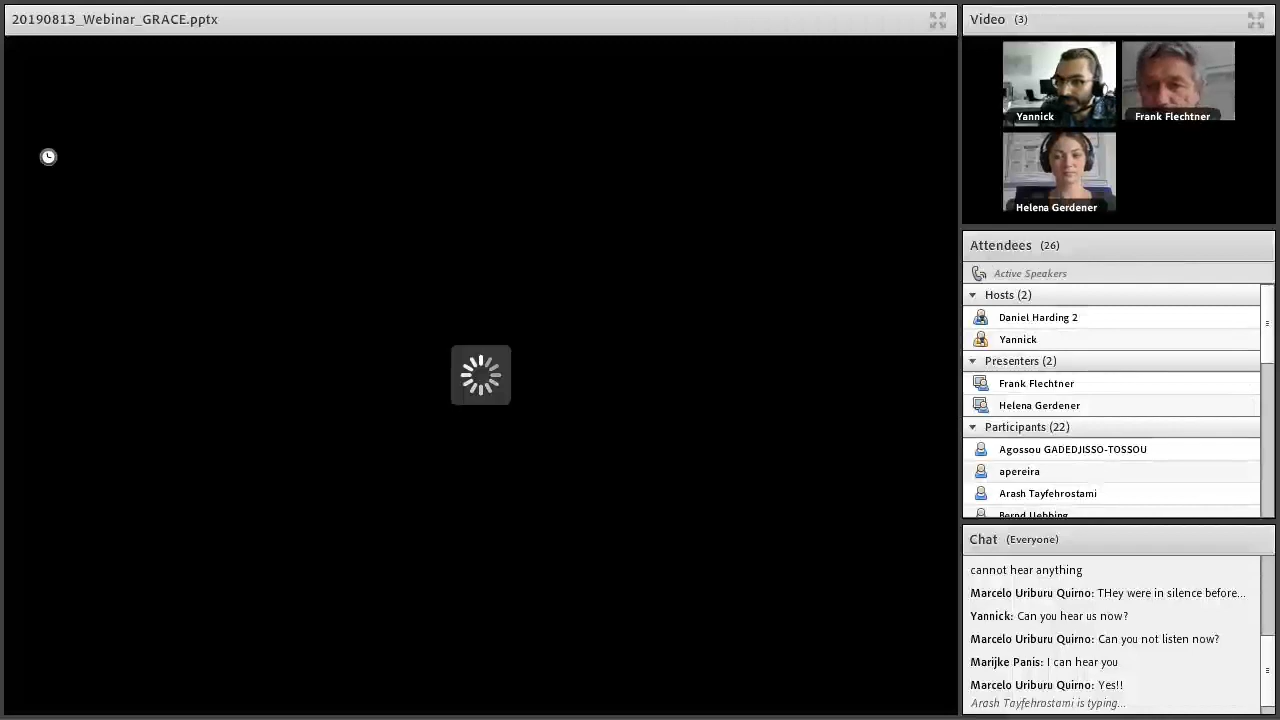 20190813_Webinar_GRACE.pptx
Video (3)
Yannick
Frank Flechtner
Helena Gerdener
Attendees (26)
Active Speakers
Hosts (2)
Daniel Harding 2
Yannick
Presenters (2)
Frank Flechtner
Helena Gerdener
Participants (22)
Agossou GADEDJISSO-TOSSOU
apereira
Arash Tayfehrostami
Bernd Uebbing
Chat (Everyone)
cannot hear anything
Marcelo Uriburu Quirno: THey were in silence before...
Yannick: Can you hear us now?
Marcelo Uriburu Quirno: Can you not listen now?
Marijke Panis: I can hear you
Marcelo Uriburu Quirno: Yes!!
Arash Tayfehrostami is typing...